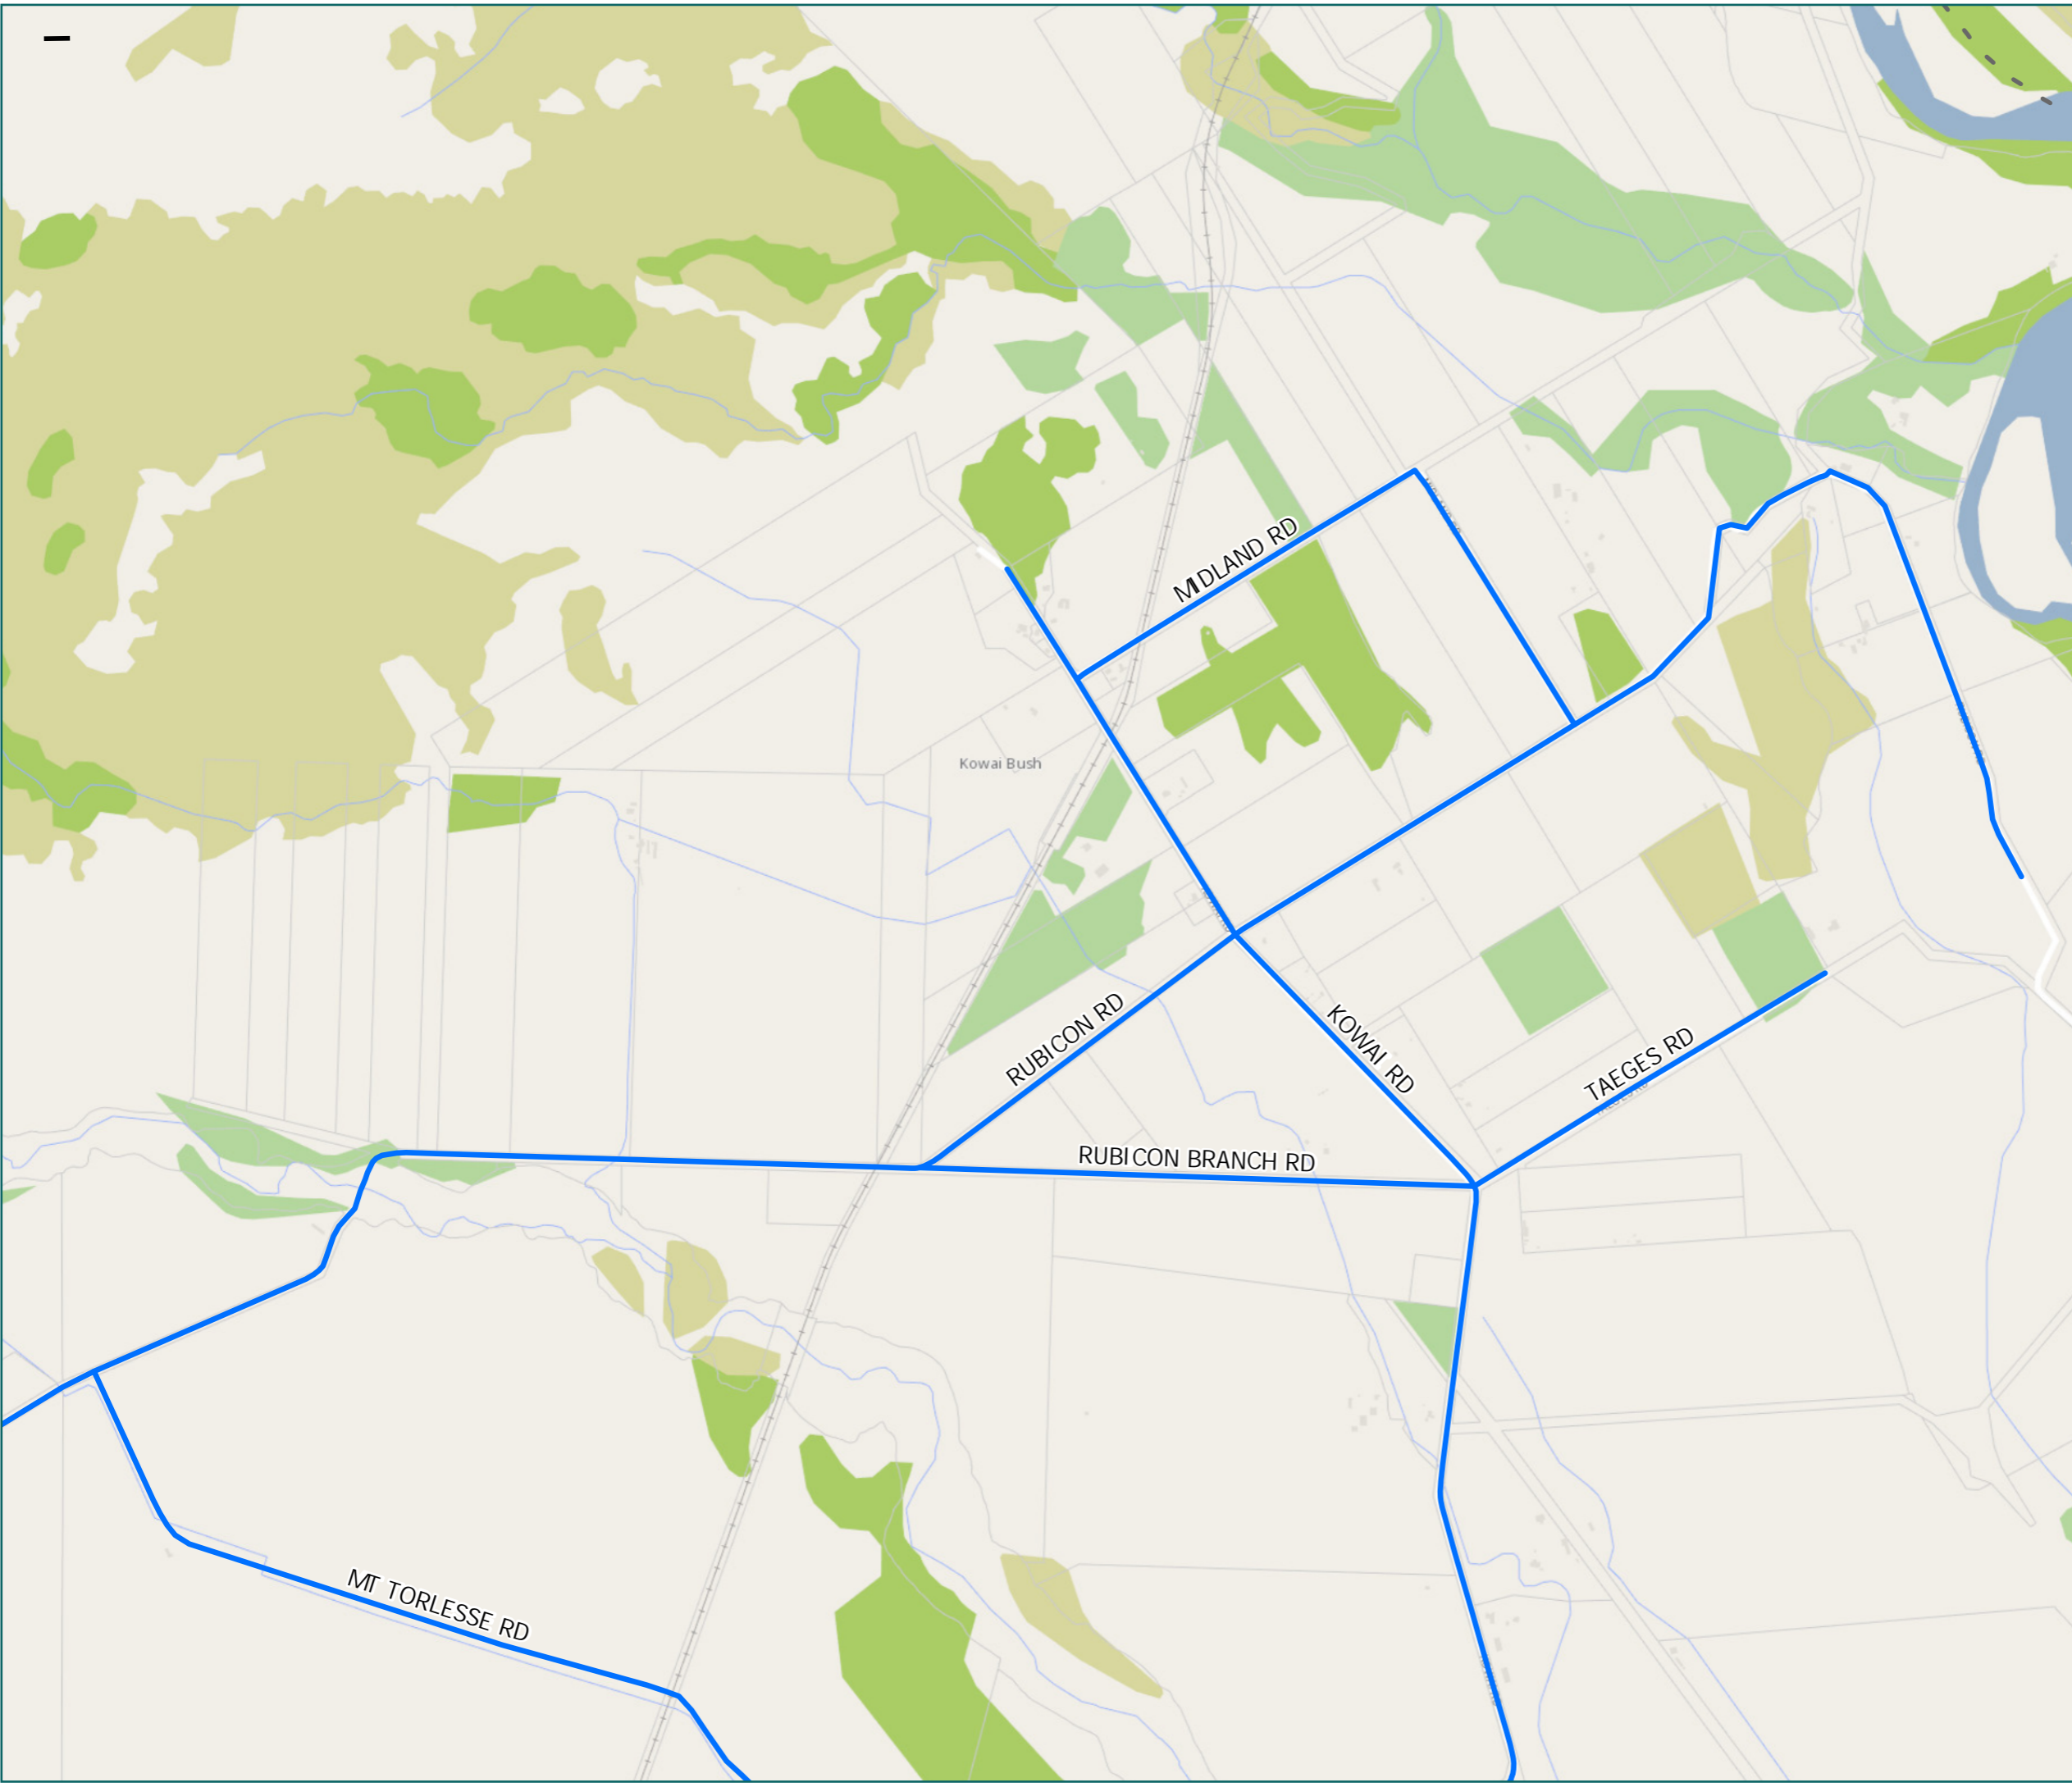 MIDLAND RD
Kowai Bush
RUBICON RD
KOWAI RD
TAEGES RD
RUBICON BRANCH RD
MT TORLESSE RD